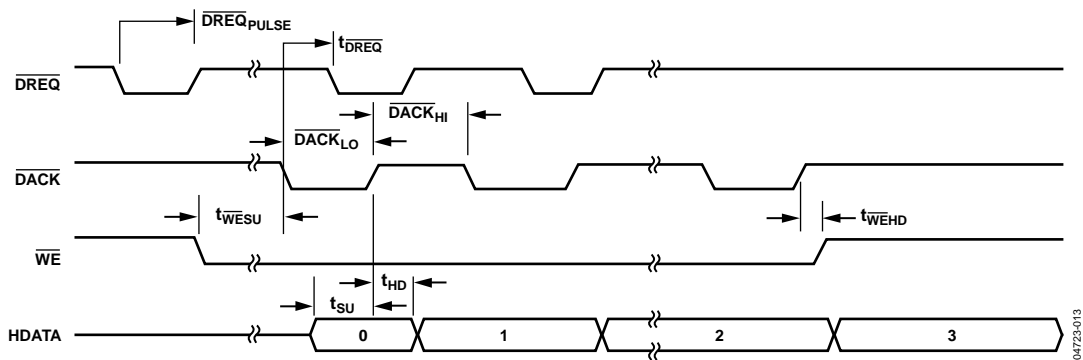 DREQPULSE
tDREQ
DREQ
DACKHI
DACKLO
DACK
tWESU
tWEHD
WE
tHD
tSU
HDATA
0
1
2
3
04723-013